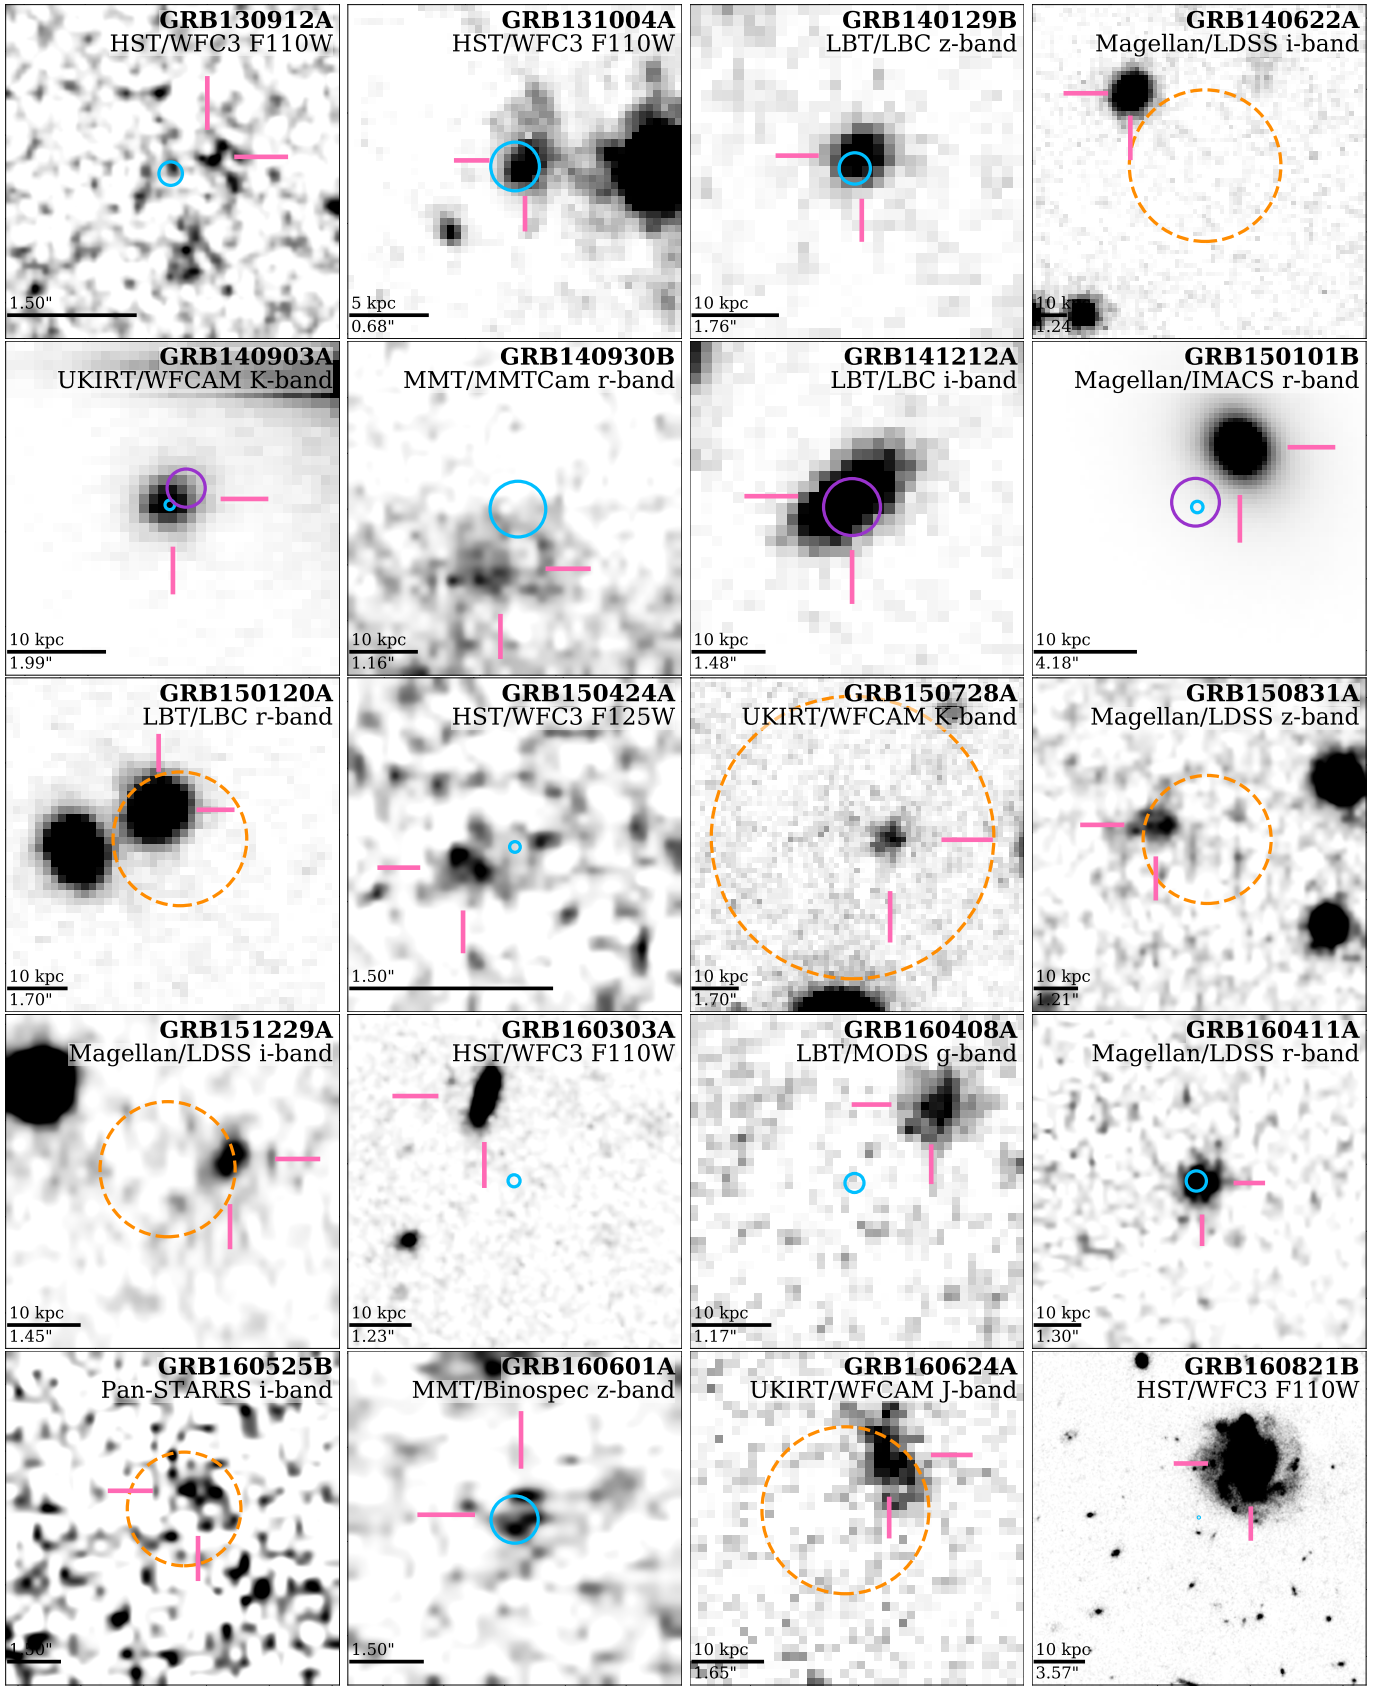 GRB130912A
HST/WFC3 F110W
1.50"
GRB131004A
HST/WFC3 F110W
5 kpc
0.68"
GRB140129B
LBT/LBC z-band
10 kpc
1.76"
GRB140622A
Magellan/LDSS i-band
10 k
1.24
GRB140903A
UKIRT/WFCAM K-band
10 kpc
1.99"
GRB140930B
MMT/MMTCam r-band
10 kpc
1.16"
GRB141212A
LBT/LBC i-band
10 kpc
1.48"
GRB150101B
Magellan/IMACS r-band
10 kpc
4.18"
GRB150120A
LBT/LBC r-band
10 kpc
1.70"
GRB150424A
HST/WFC3 F125W
1.50"
GRB150728A
UKIRT/WFCAM K-band
10 kpc
1.70"
GRB150831A
Magellan/LDSS z-band
10 kpc
1.21"
GRB151229A
Magellan/LDSS i-band
10 kpc
1.45"
GRB160303A
HST/WFC3 F110W
10 kpc
1.23"
GRB160408A
LBT/MODS g-band
10 kpc
1.17"
GRB160411A
Magellan/LDSS r-band
10 kpc
1.30"
GRB160525B
Pan-STARRS i-band
1.50"
GRB160601A
MMT/Binospec z-band
1.50"
GRB160624A
UKIRT/WFCAM J-band
10 kpc
1.65"
GRB160821B
HST/WFC3 F110W
10 kpc
3.57"